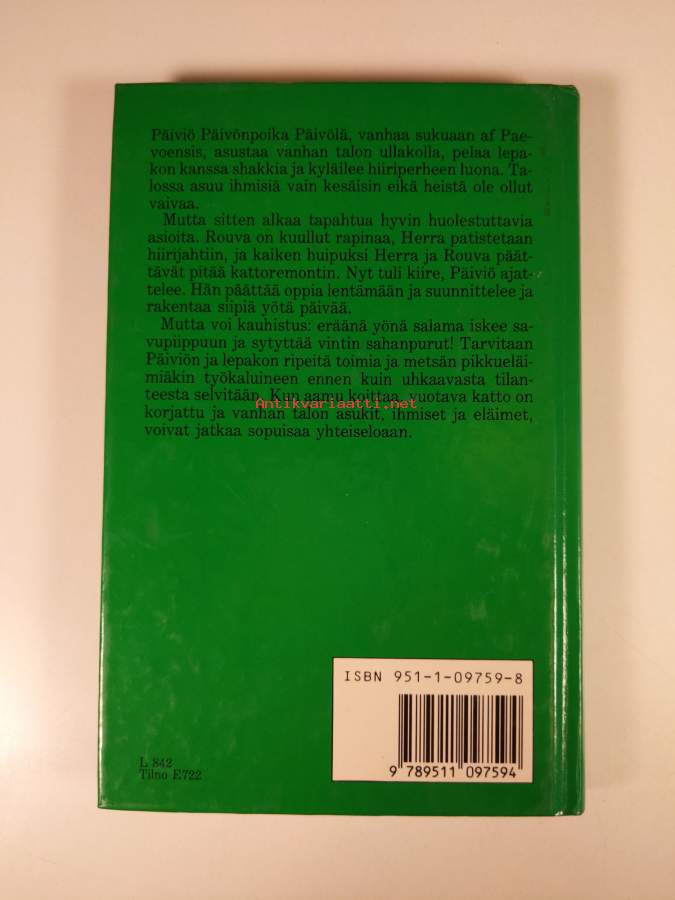 Päiviö Päivönpoika Päivölä, vanhaa sukuaan af Pae-
voensis, asustaa vanhan talon ullakolla, pelaa lepa-
kon kanssa shakkia ja kyläilee hiiriperheen luona. Ta-
lossa asuu ihmisiä vain kesäisin eikä heistä ole ollut
vaivaa.
Mutta sitten alkaa tapahtua hyvin huolestuttavia
asioita. Rouva on kuullut rapinaa, Herra patistetaan
hiirijahtiin, ja kaiken huipuksi Herra ja Rouva päät-
tävät pitää kattoremontin. Nyt tuli kiire, Päiviö ajat-
telee. Hän päättää oppia lentämään ja suunnittelee ja
rakentaa siipiä yötä päivää.
Mutta voi kauhistus: eräänä yönä salama iskee sa-
vupiippuun ja sytyttää vintin sahanpurut! Tarvitaan
Päiviön ja lepakon ripeitä toimia ja metsän pikkueläi-
miäkin työkaluineen ennen kuin uhkaavasta tilan-
teesta selvitään. Kun aamu koittaa, vuotava katto on
korjattu ja vanhan talon asukit, ihmiset ja eläimet,
voivat jatkaa sopuisaa yhteiseloaan.
Antikvariaatti.net
ISBN 951-1-09759-8
9 789511 097594
L 842
Tilno E722